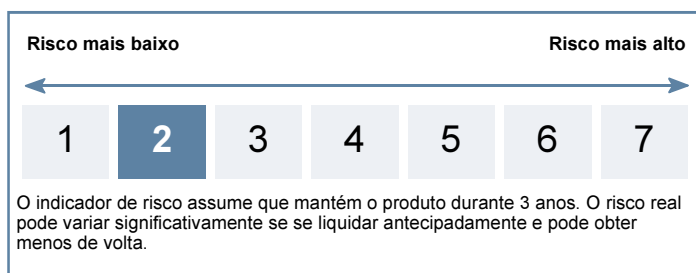 Risco mais baixo Risco mais alto
1 2 3 4 5 6 7
O indicador de risco assume que mantém o produto durante 3 anos. O risco real
pode variar significativamente se se liquidar antecipadamente e pode obter
menos de volta.